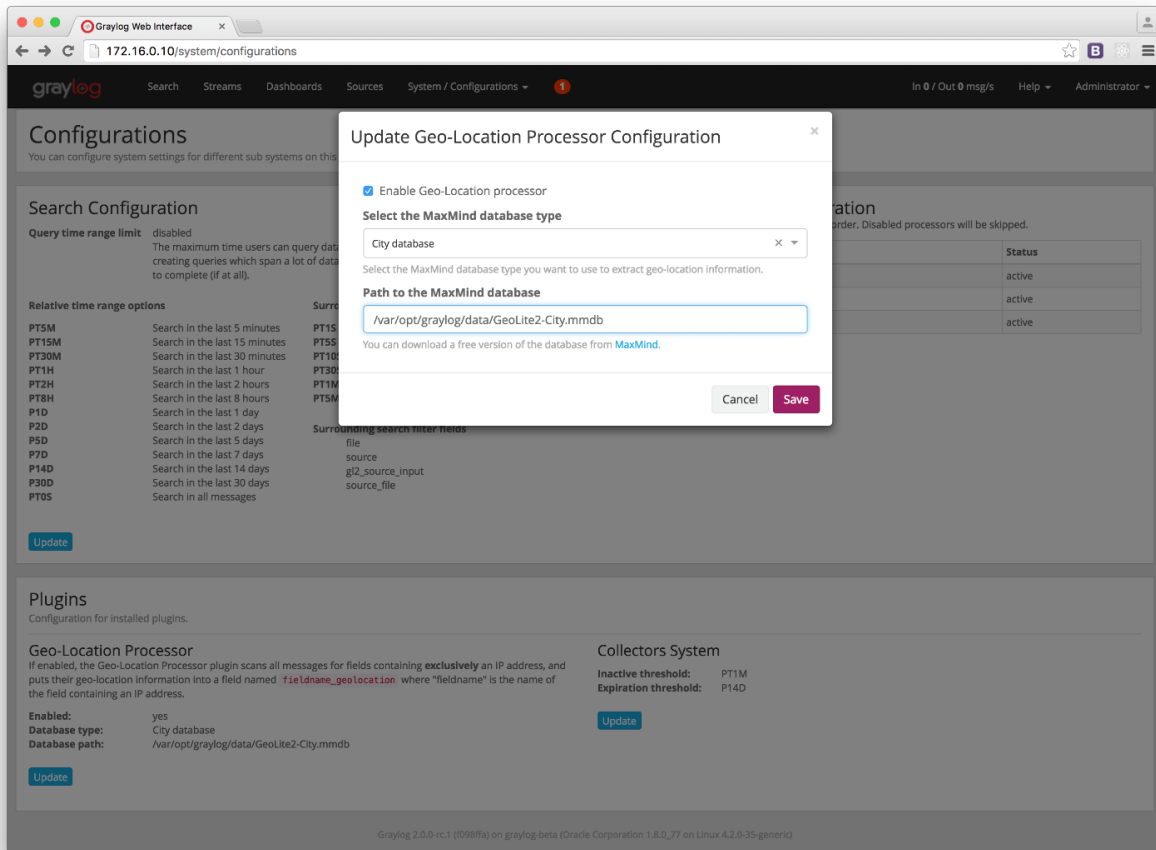 Graylog Web Interface
172.16.0.10/system/configurations
graylog
Search
Streams
Dashboards
Sources
System / Configurations
1
In 0 / Out 0 msg/s
Help
Administrator
Configurations
You can configure system settings for different sub systems on this
Update Geo-Location Processor Configuration
×
Enable Geo-Location processor
Select the MaxMind database type
City database
Select the MaxMind database type you want to use to extract geo-location information.
Path to the MaxMind database
/var/opt/graylog/data/GeoLite2-City.mmdb
You can download a free version of the database from MaxMind.
Cancel
Save
Search Configuration
Query time range limit disabled
The maximum time users can query data
creating queries which span a lot of data
to complete (if at all).
Relative time range options
PT5M Search in the last 5 minutes
PT15M Search in the last 15 minutes
PT30M Search in the last 30 minutes
PT1H Search in the last 1 hour
PT2H Search in the last 2 hours
PT8H Search in the last 8 hours
P1D Search in the last 1 day
P2D Search in the last 2 days
P5D Search in the last 5 days
P7D Search in the last 7 days
P14D Search in the last 14 days
P30D Search in the last 30 days
PT0S Search in all messages
Update
PT1S
PT5S
PT10S
PT30S
PT1M
PT5M
Surrounding search filter fields
file
source
gl2_source_input
source_file
order. Disabled processors will be skipped.
Status
active
active
active
Plugins
Configuration for installed plugins.
Geo-Location Processor
If enabled, the Geo-Location Processor plugin scans all messages for fields containing exclusively an IP address, and
puts their geo-location information into a field named fieldname_geolocation where "fieldname" is the name of
the field containing an IP address.
Enabled: yes
Database type: City database
Database path: /var/opt/graylog/data/GeoLite2-City.mmdb
Update
Collectors System
Inactive threshold: PT1M
Expiration threshold: P14D
Update
Graylog 2.0.0-rc.1 (f098ffa) on graylog-beta (Oracle Corporation 1.8.0_77 on Linux 4.2.0-35-generic)